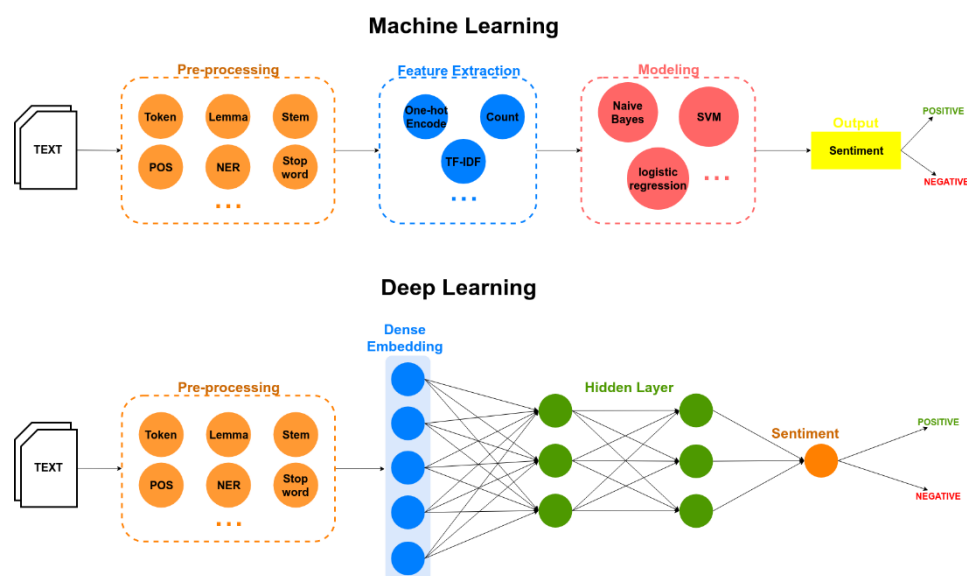 Machine Learning
Pre-processing
Feature Extraction
Modeling
TEXT
Token
Lemma
Stem
POS
NER
Stop
word
...
One-hot
Encode
Count
TF-IDF
...
Naive
Bayes
SVM
logistic
regression
...
Output
Sentiment
POSITIVE
NEGATIVE
Deep Learning
Dense
Embedding
Pre-processing
Hidden Layer
TEXT
Token
Lemma
Stem
POS
NER
Stop
word
...
Sentiment
POSITIVE
NEGATIVE